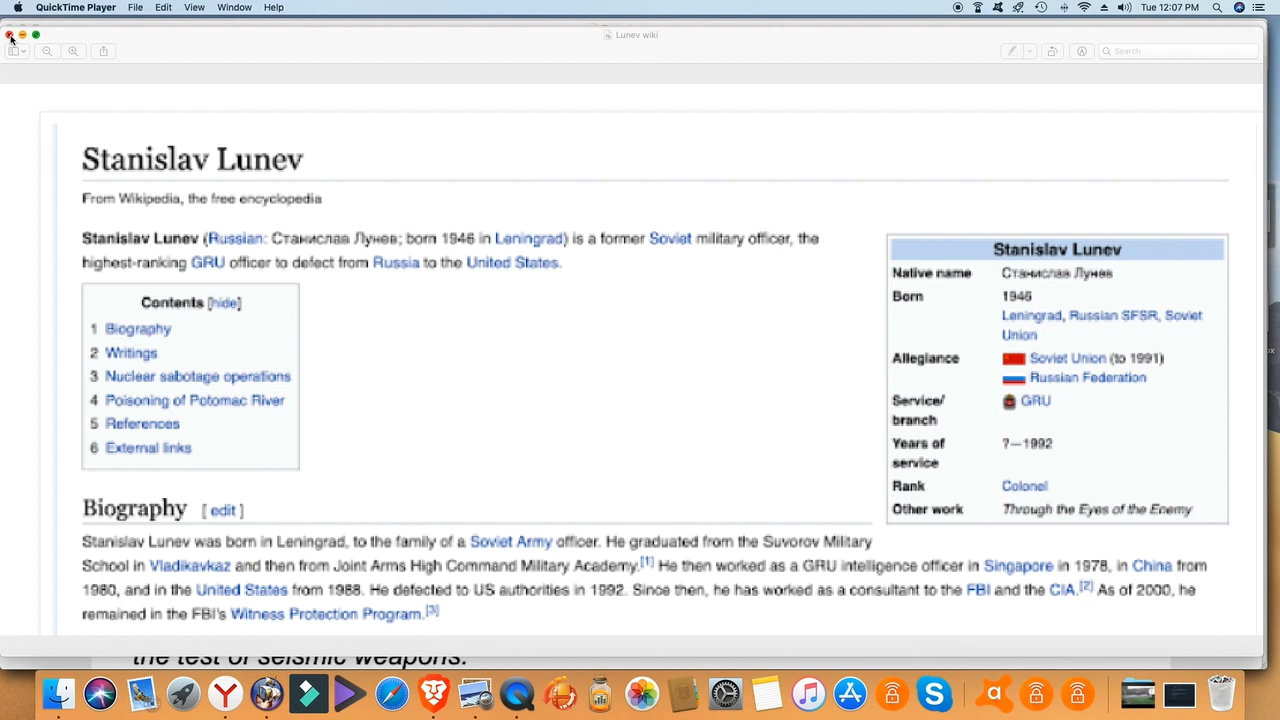 QuickTime Player File Edit View Window Help Tue 12:07 PM
Lunev wiki
Search
Stanislav Lunev
From Wikipedia, the free encyclopedia
Stanislav Lunev (Russian: Станислав Лунев; born 1946 in Leningrad) is a former Soviet military officer, the
highest-ranking GRU officer to defect from Russia to the United States.
Contents [hide]
1 Biography
2 Writings
3 Nuclear sabotage operations
4 Poisoning of Potomac River
5 References
6 External links
Stanislav Lunev
Native name Станислав Лунев
Born 1946
Leningrad, Russian SFSR, Soviet
Union
Allegiance Soviet Union (to 1991)
Russian Federation
Service/ GRU
branch
Years of ?—1992
service
Rank Colonel
Other work Through the Eyes of the Enemy
Biography [ edit ]
Stanislav Lunev was born in Leningrad, to the family of a Soviet Army officer. He graduated from the Suvorov Military
School in Vladikavkaz and then from Joint Arms High Command Military Academy.[1] He then worked as a GRU intelligence officer in Singapore in 1978, in China from
1980, and in the United States from 1988. He defected to US authorities in 1992. Since then, he has worked as a consultant to the FBI and the CIA.[2] As of 2000, he
remained in the FBI's Witness Protection Program.[3]
the test of seismic weapons.